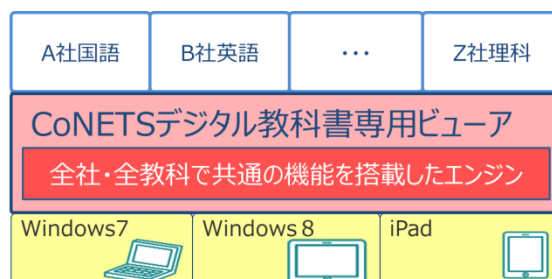 A社国語
B社英語
・・・
Z社理科
CoNETSデジタル教科書専用ビューア
全社・全教科で共通の機能を搭載したエンジン
Windows7
Windows 8
iPad